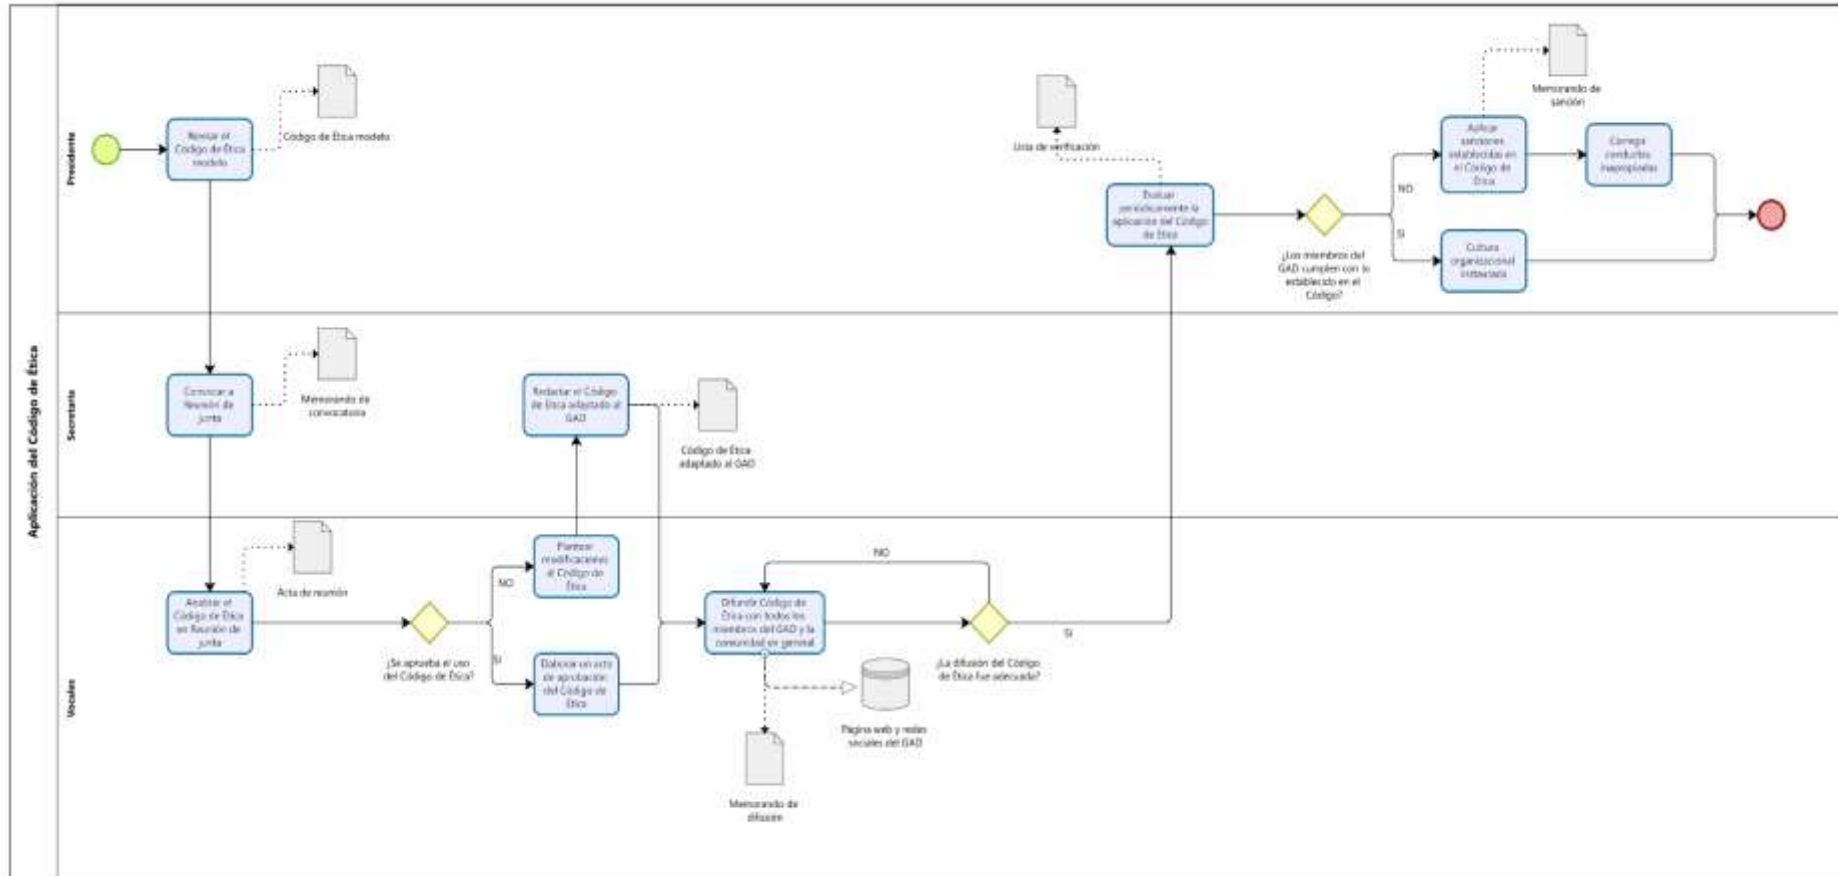 Aplicación del Código de Ética
Presidente
Revisar el
Código de Ética
modelo
Código de Ética modelo
Lista de verificación
Evaluar
periódicamente la
aplicación del Código
de Ética
¿Los miembros del
GAD cumplen con lo
establecido en el
Código?
NO
SI
Memorando de
sanción
Aplicar
sanciones
establecidas en
el Código de
Ética
Corregir
conductas
inapropiadas
Cultura
organizacional
instaurada
Secretaria
Convocar a
Reunión de
junta
Memorando de
convocatoria
Redactar el Código
de Ética adaptado al
GAD
Código de Ética
adaptado al GAD
Vocales
Analizar el
Código de Ética
en Reunión de
junta
Acta de reunión
¿Se aprueba el uso
del Código de Ética?
NO
SI
Plantear
modificaciones
al Código de
Ética
Elaborar un acta
de aprobación
del Código de
Ética
Difundir Código de
Ética con todos los
miembros del GAD y la
comunidad en general
NO
SI
¿La difusión del Código
de Ética fue adecuada?
Página web y redes
sociales del GAD
Memorando de
difusión